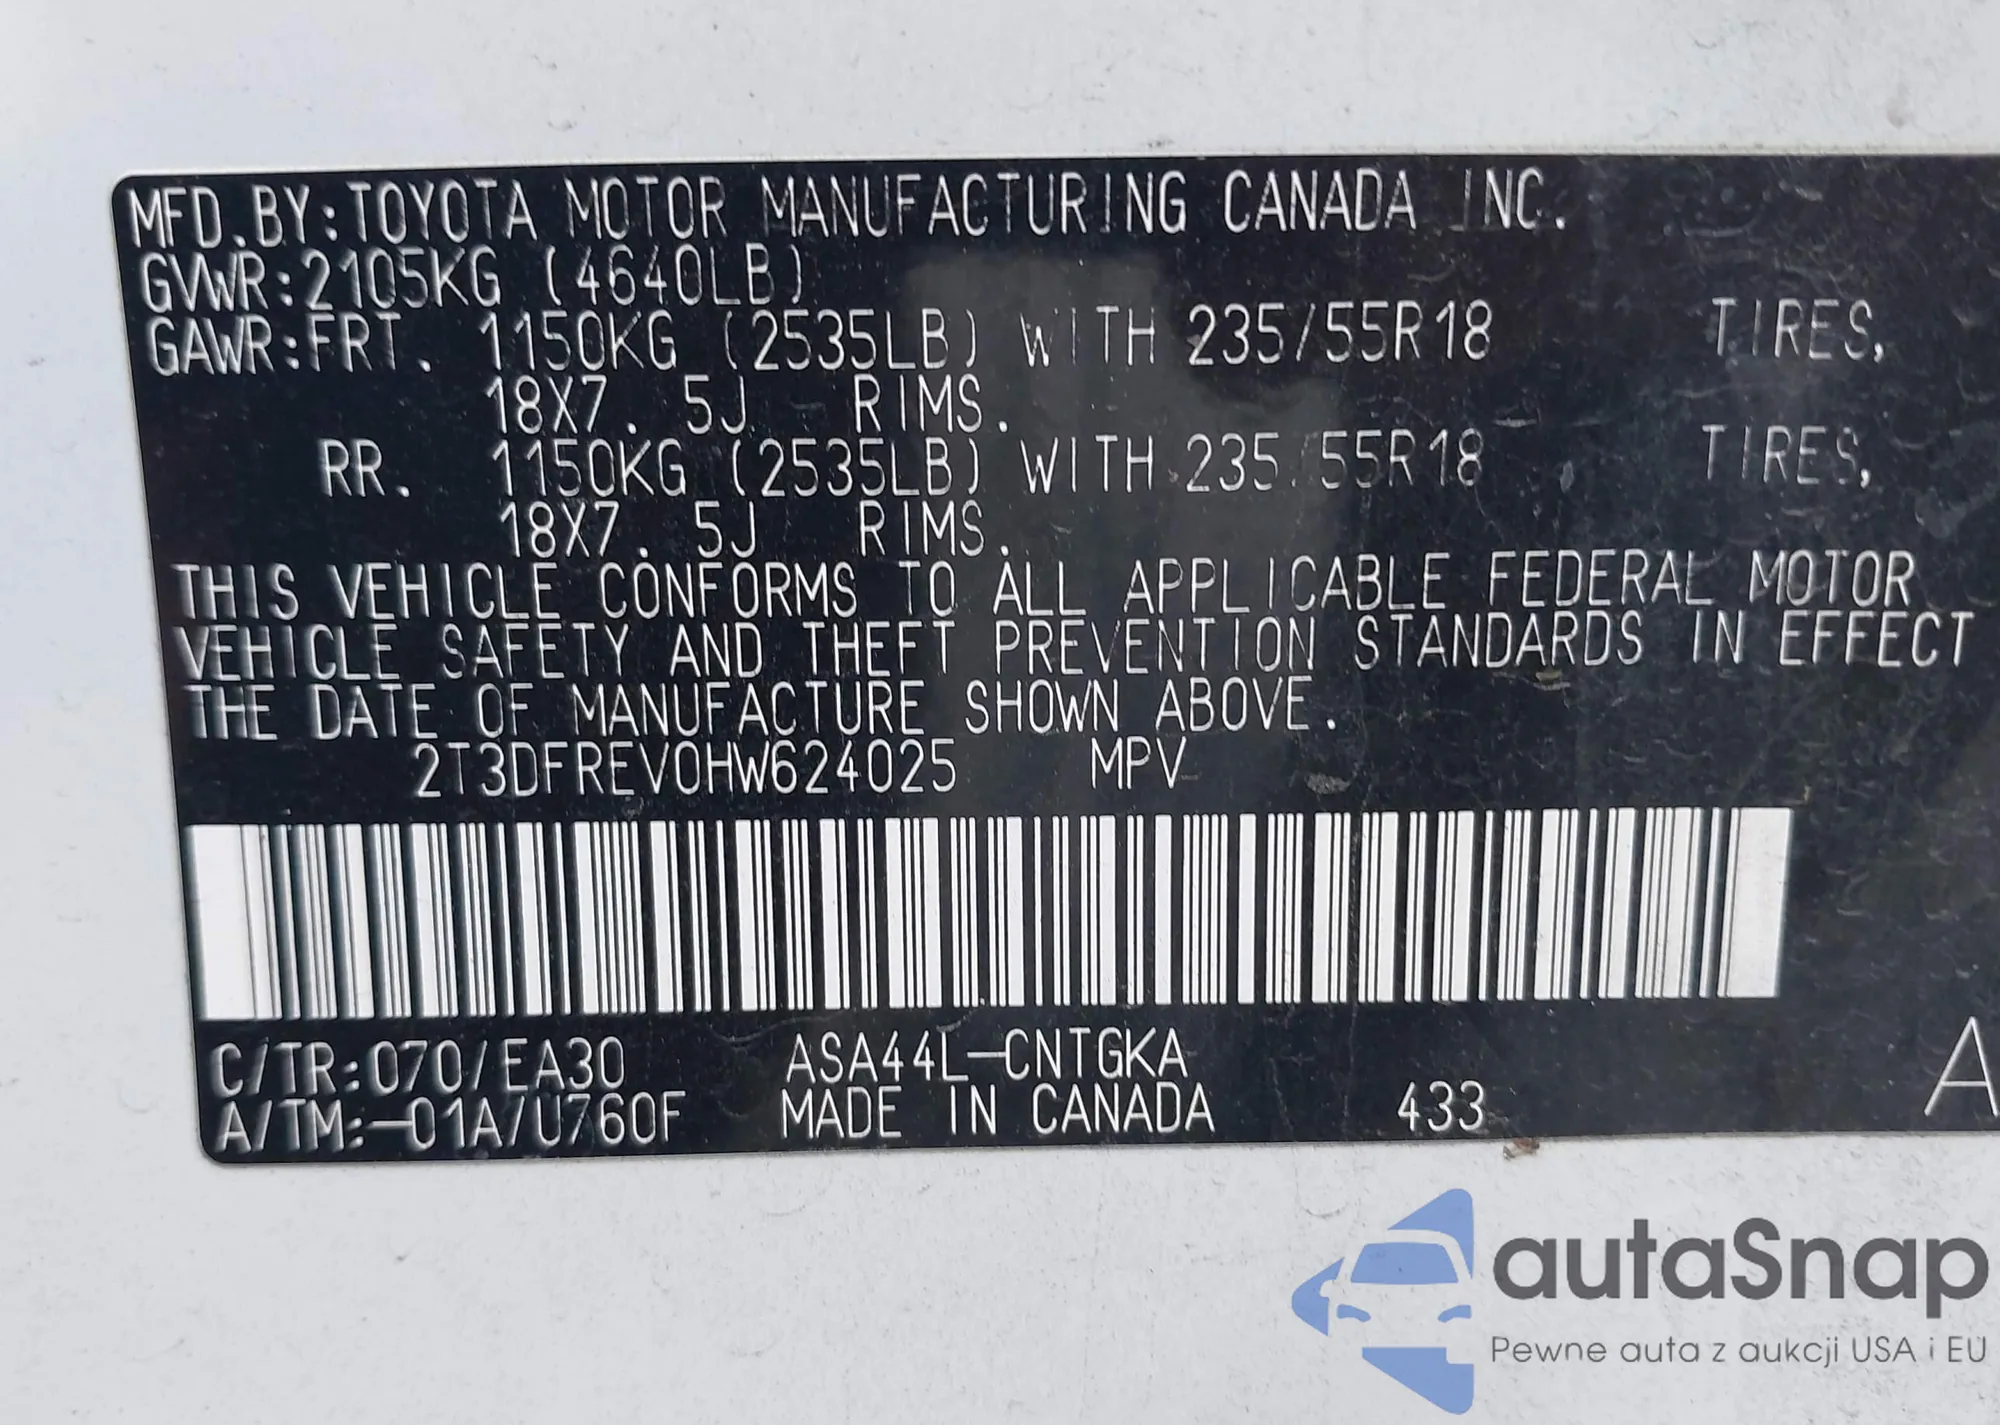 MFD.BY:TOYOTA MOTOR MANUFACTURING CANADA INC.
GVWR:2105KG (4640LB)
GAWR:FRT. 1150KG (2535LB) WITH 235/55R18 TIRES,
18X7. 5J RIMS.
RR. 1150KG (2535LB) WITH 235/55R18 TIRES,
18X7. 5J RIMS.
THIS VEHICLE CONFORMS TO ALL APPLICABLE FEDERAL MOTOR
VEHICLE SAFETY AND THEFT PREVENTION STANDARDS IN EFFECT
THE DATE OF MANUFACTURE SHOWN ABOVE.
2T3DFREV0HW624025 MPV
C/TR:070/EA30 ASA44L-CNTGKA
A/TM:-01A/U760F MADE IN CANADA 433 A
autaSnap
Pewne auta z aukcji USA i EU